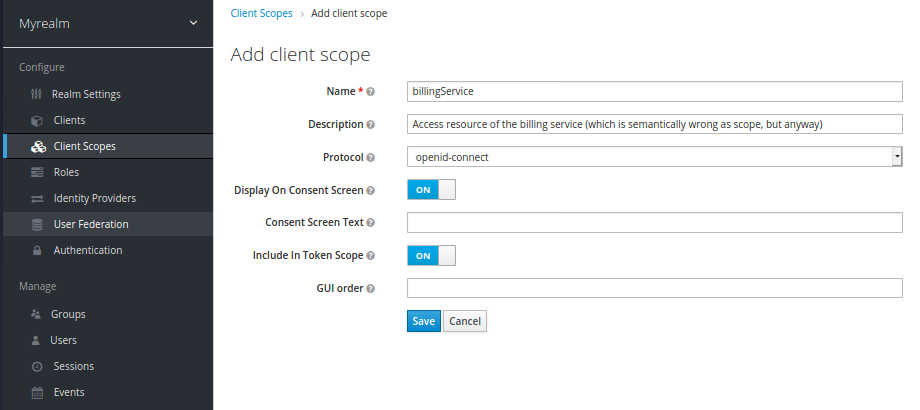 Myrealm
Configure
Realm Settings
Clients
Client Scopes
Roles
Identity Providers
User Federation
Authentication
Manage
Groups
Users
Sessions
Events
Client Scopes › Add client scope
Add client scope
Name * billingService
Description Access resource of the billing service (which is semantically wrong as scope, but anyway)
Protocol openid-connect
Display On Consent Screen ON
Consent Screen Text
Include In Token Scope ON
GUI order
Save Cancel